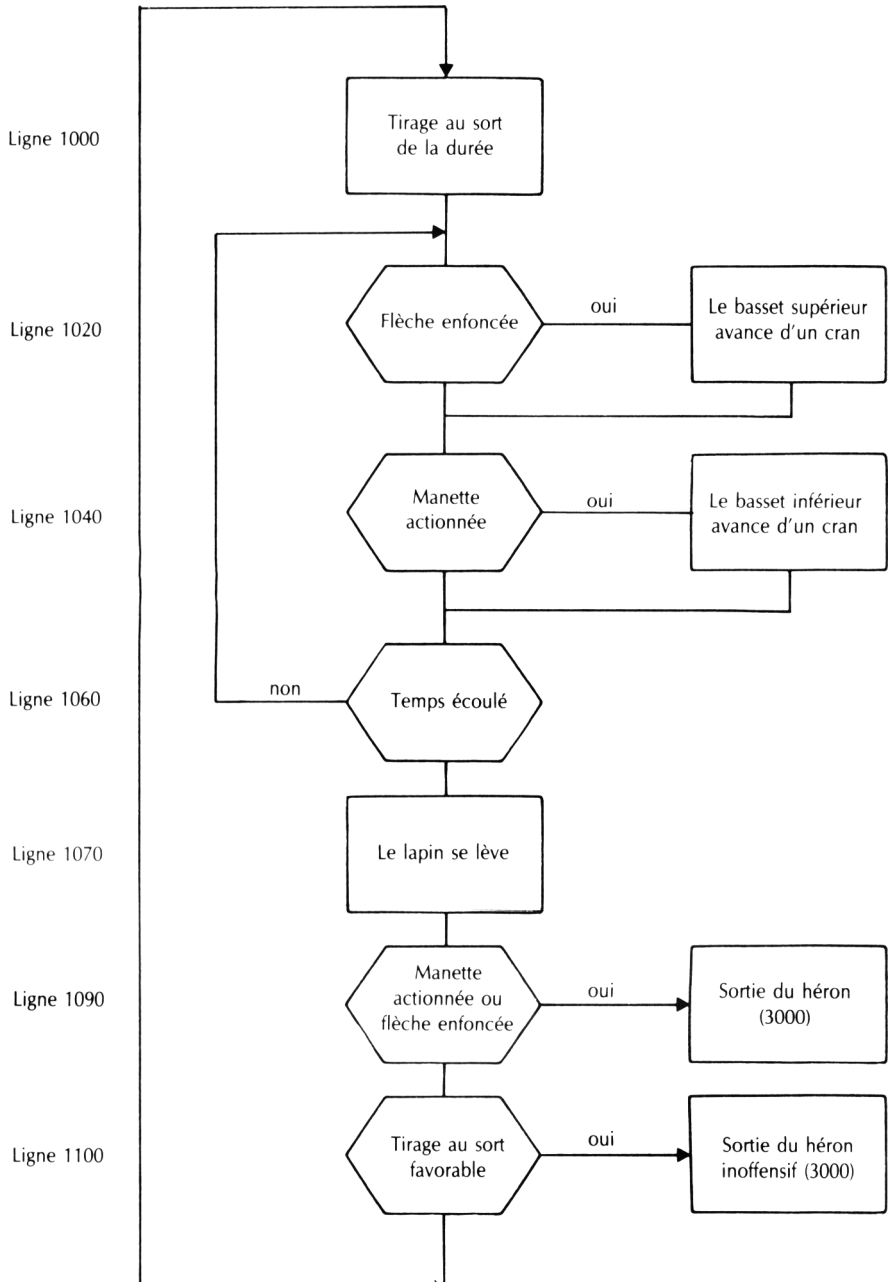 Ligne 1000
Tirage au sort
de la durée
Ligne 1020
Flèche enfoncée
oui
Le basset supérieur
avance d'un cran
Ligne 1040
Manette
actionnée
oui
Le basset inférieur
avance d'un cran
Ligne 1060
non
Temps écoulé
Ligne 1070
Le lapin se lève
Ligne 1090
Manette
actionnée ou
flèche enfoncée
oui
Sortie du héron
(3000)
Ligne 1100
Tirage au sort
favorable
oui
Sortie du héron
inoffensif (3000)